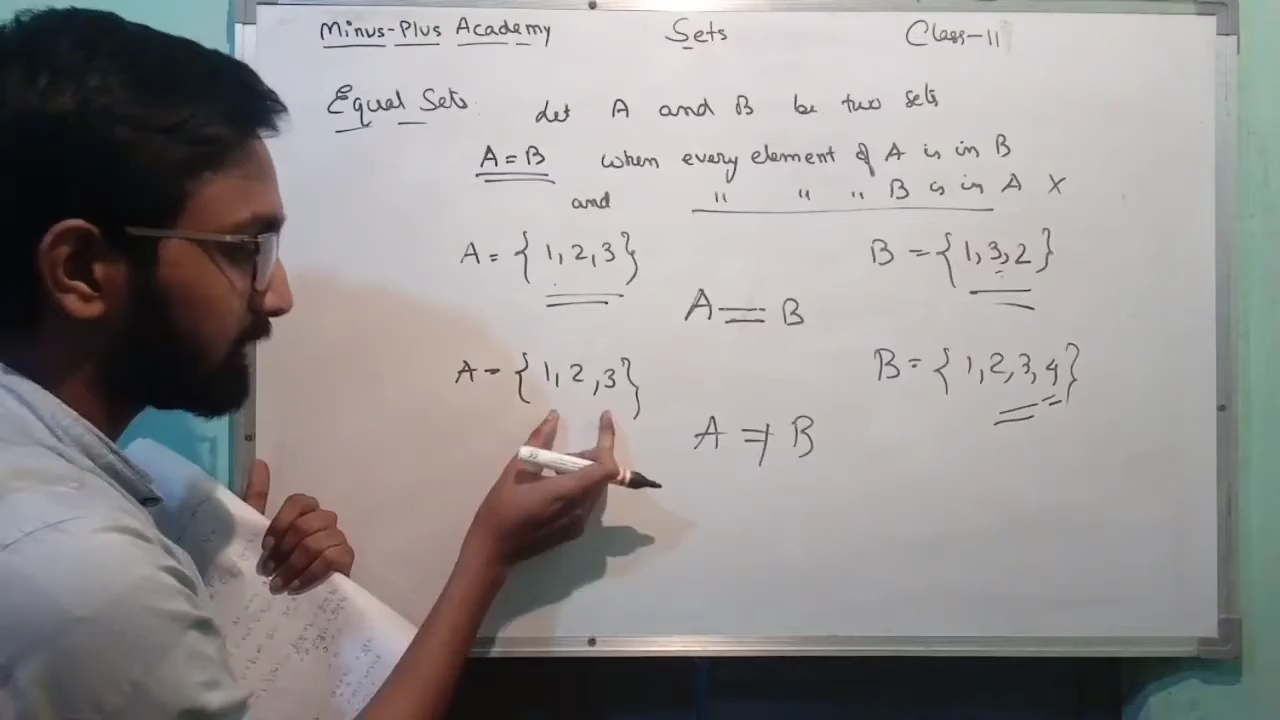 Minus-Plus Academy Sets Class-11
Equal Sets Let A and B be two sets
A = B when every element of A is in B
and " " " B is in A X
A = { 1, 2, 3 } B = { 1, 3, 2 }
A = B
A = { 1, 2, 3 } B = { 1, 2, 3, 4 }
A ≠ B